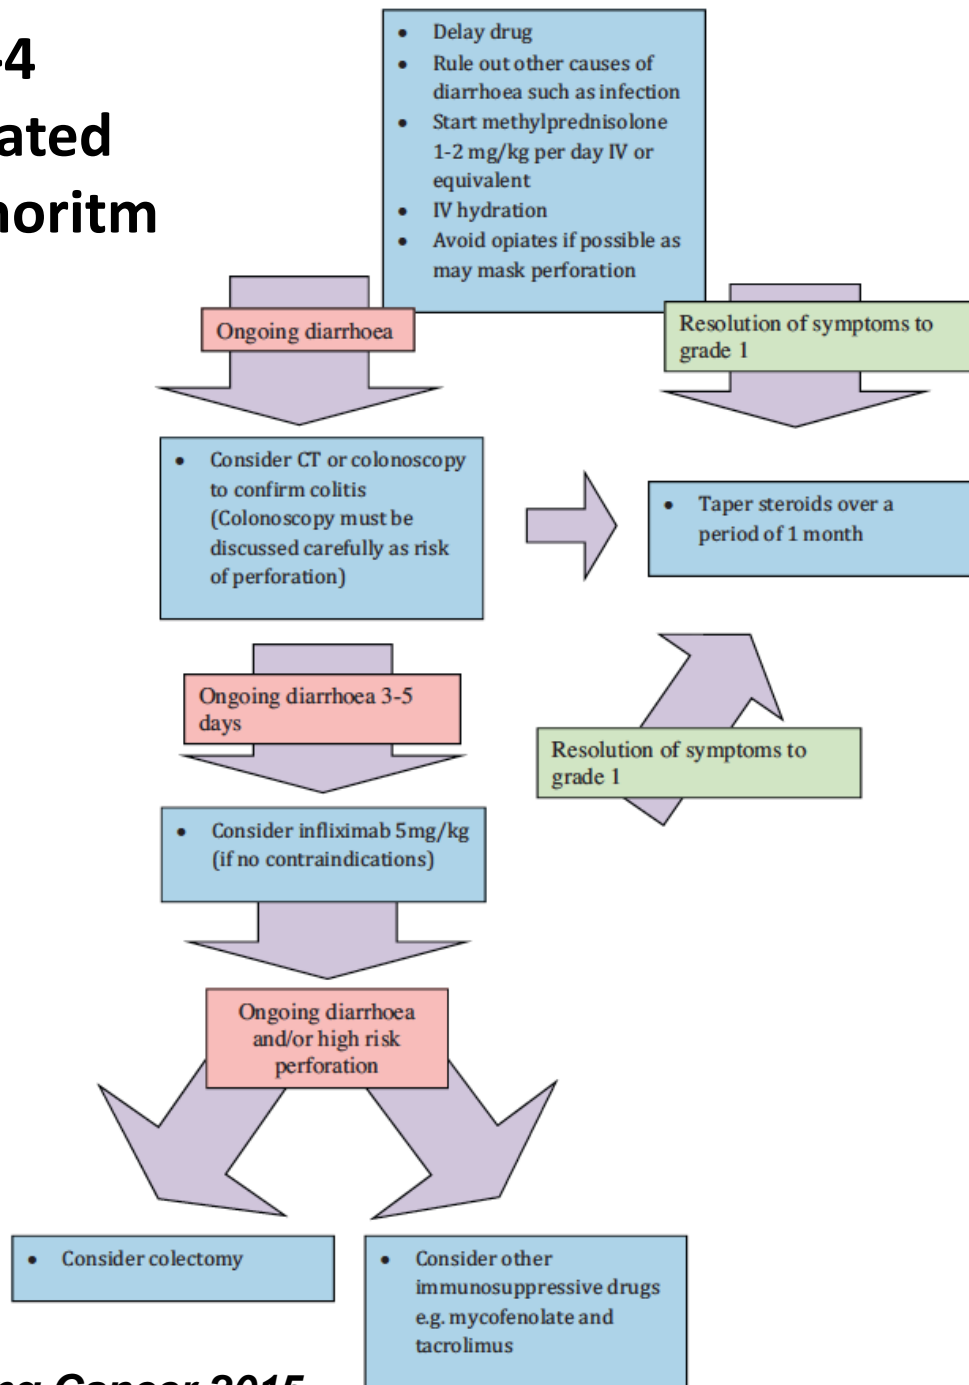 -4
ated
horitm
• Delay drug
• Rule out other causes of
diarrhoea such as infection
• Start methylprednisolone
1-2 mg/kg per day IV or
equivalent
• IV hydration
• Avoid opiates if possible as
may mask perforation
Ongoing diarrhoea
Resolution of symptoms to
grade 1
• Consider CT or colonoscopy
to confirm colitis
(Colonoscopy must be
discussed carefully as risk
of perforation)
• Taper steroids over a
period of 1 month
Ongoing diarrhoea 3-5
days
Resolution of symptoms to
grade 1
• Consider infliximab 5mg/kg
(if no contraindications)
Ongoing diarrhoea
and/or high risk
perforation
• Consider colectomy
• Consider other
immunosuppressive drugs
e.g. mycofenolate and
tacrolimus
ng Cancer 2015